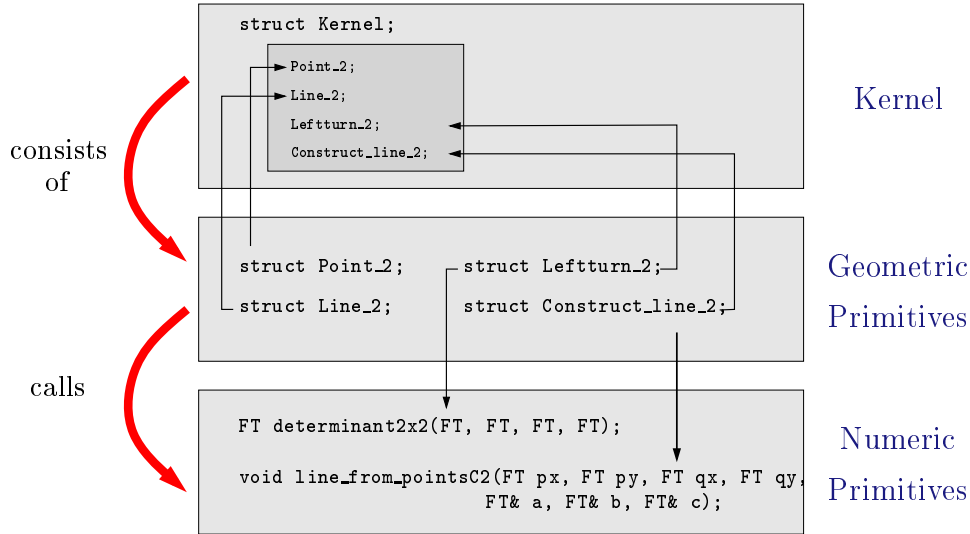 struct Kernel;
Point_2;
Line_2;
Leftturn_2;
Construct_line_2;
Kernel
consists
of
struct Point_2;
struct Leftturn_2;
struct Line_2;
struct Construct_line_2;
Geometric
Primitives
calls
FT determinant2x2(FT, FT, FT, FT);
void line_from_pointsC2(FT px, FT py, FT qx, FT qy,
FT& a, FT& b, FT& c);
Numeric
Primitives